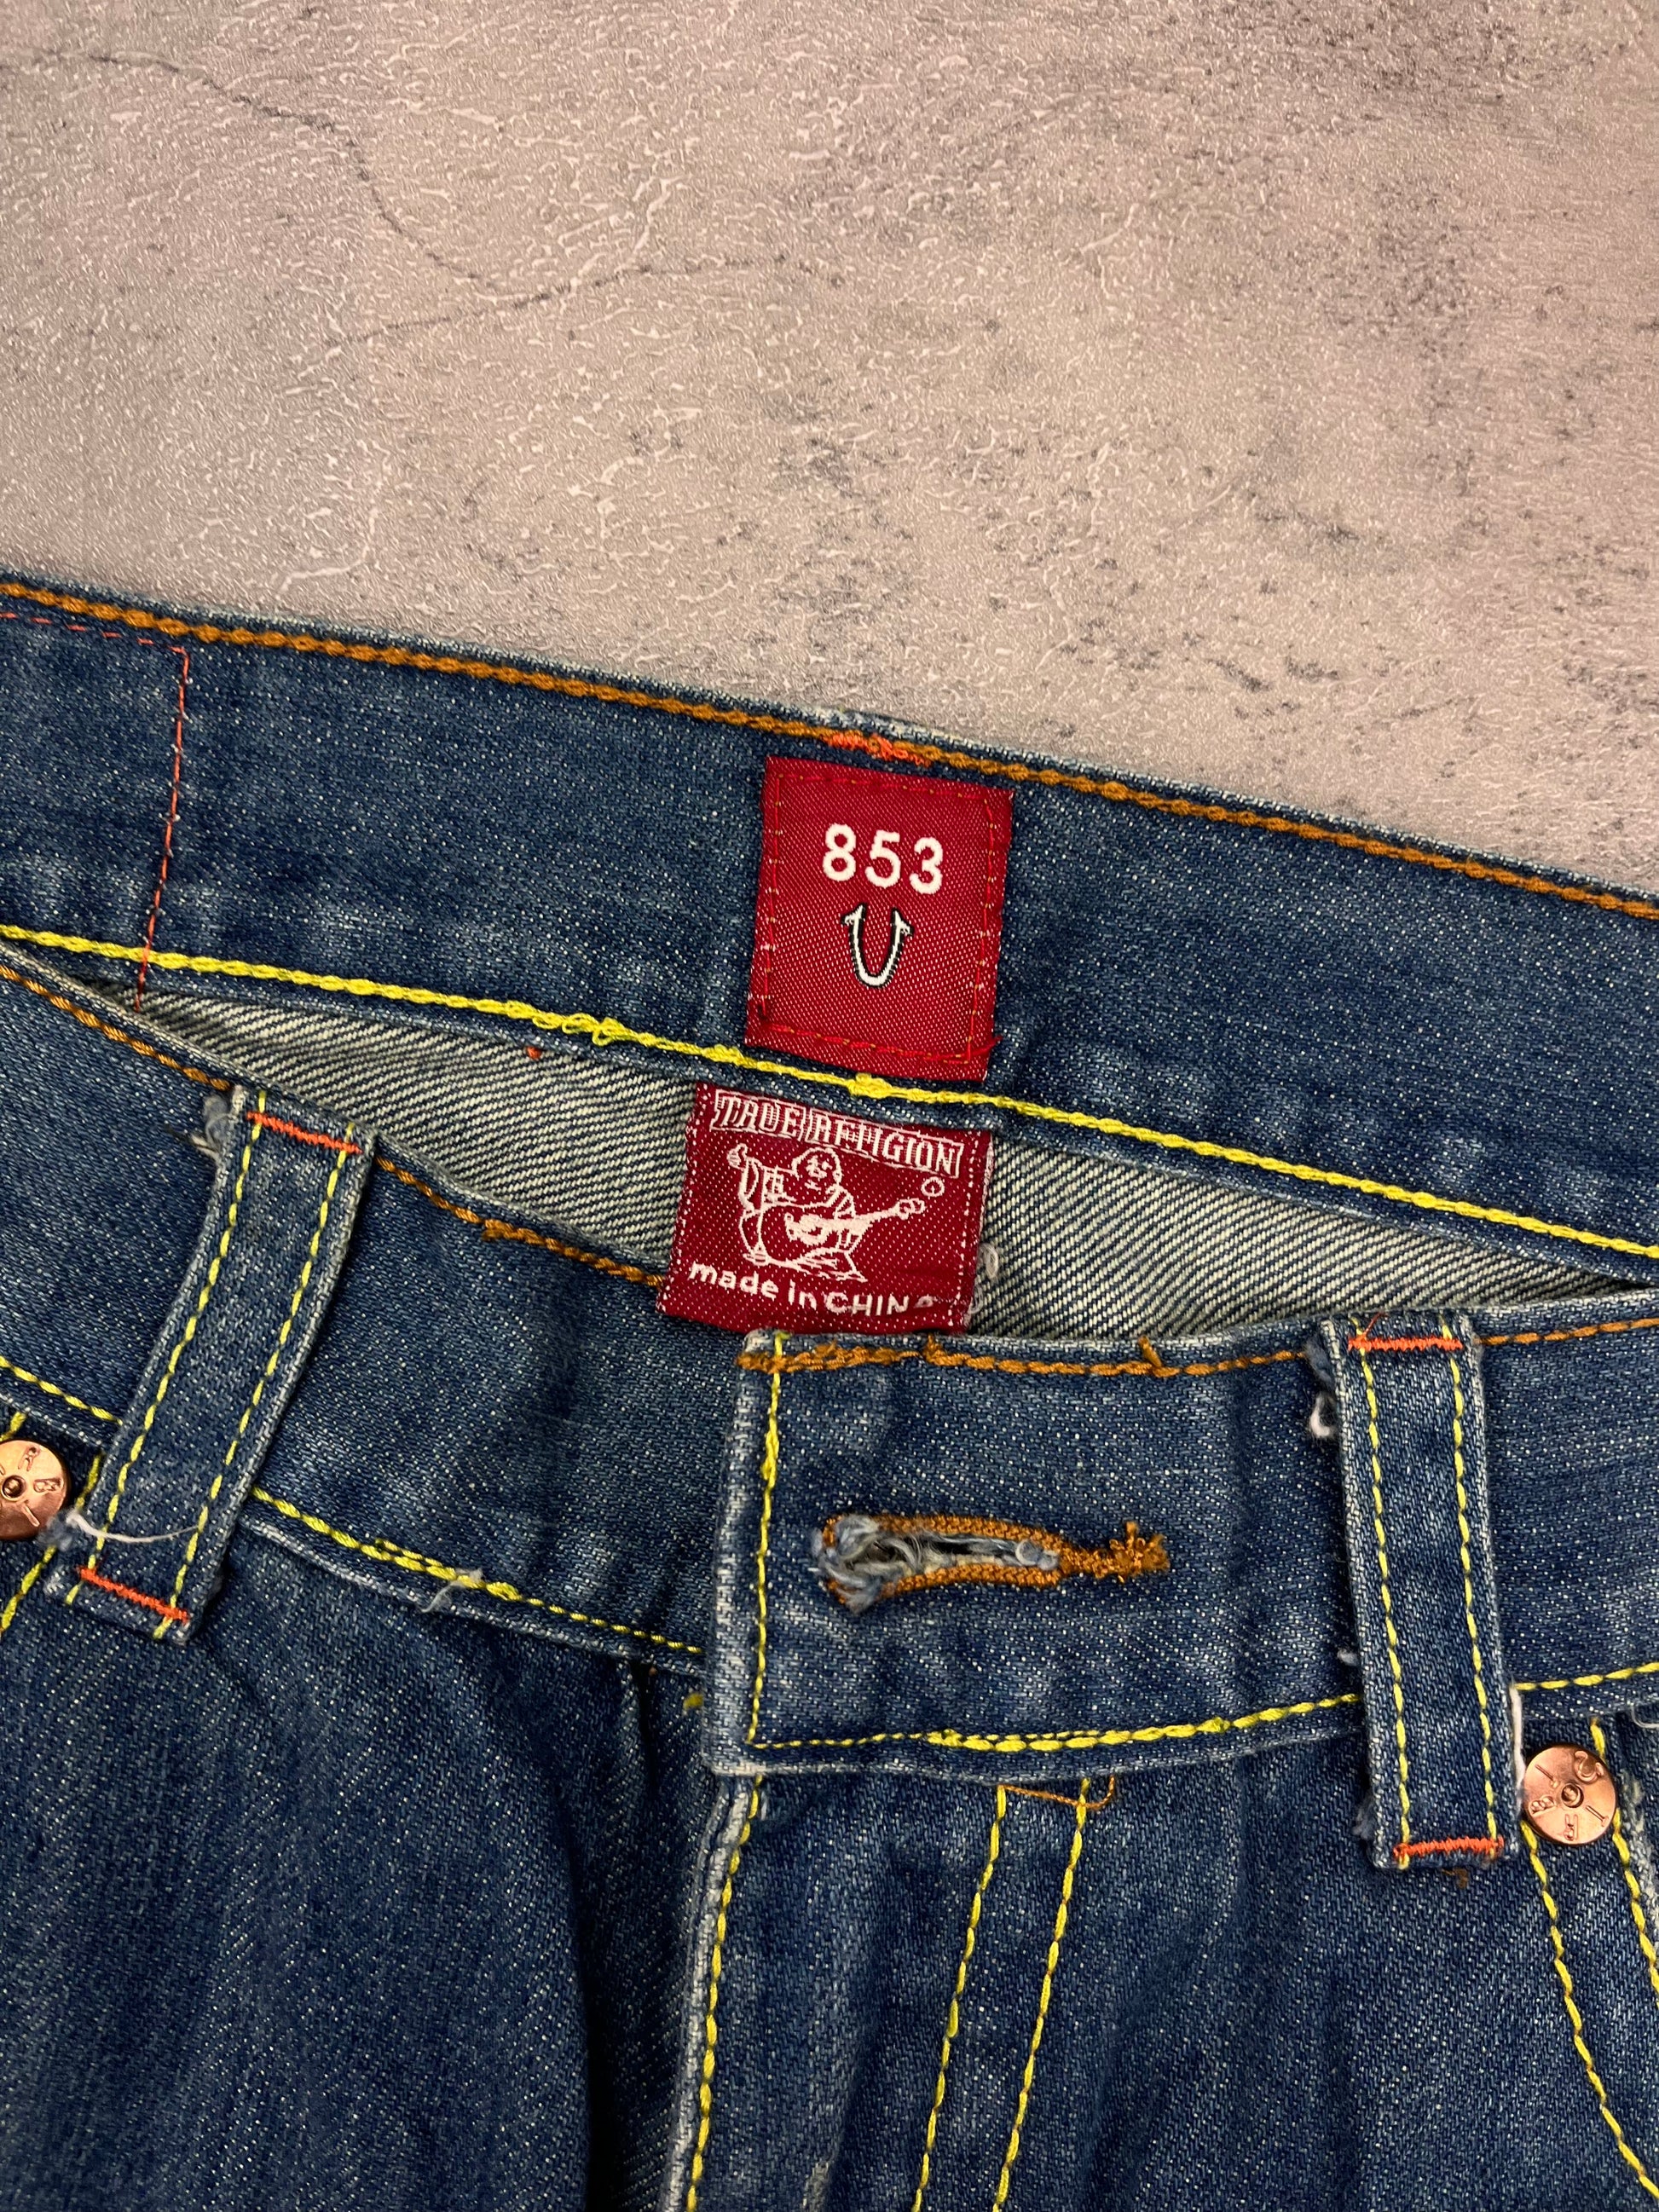 853
TRUE RELIGION
made in CHINA